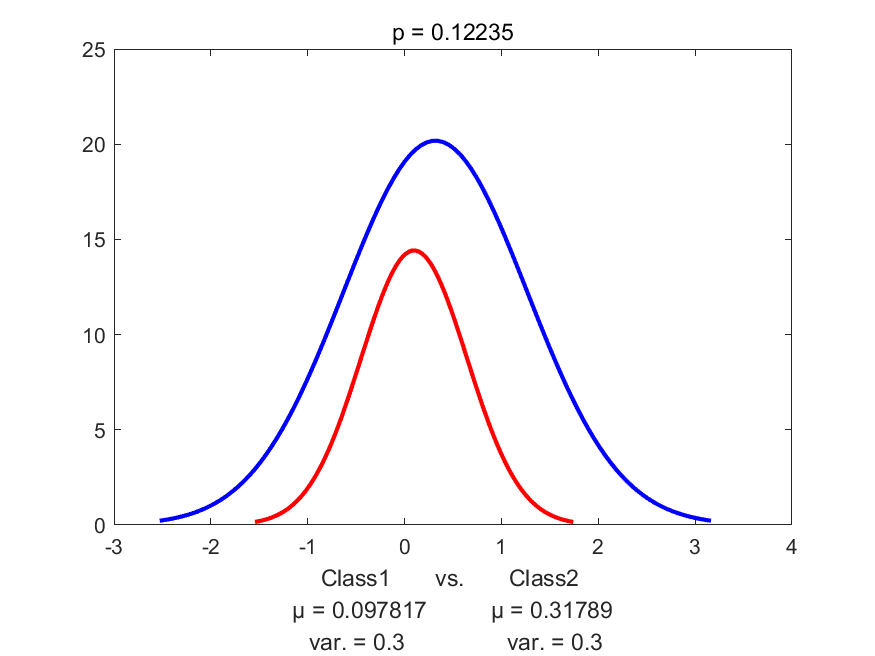 p = 0.12235
25
20
15
10
5
0
-3 -2 -1 0 1 2 3 4
Class1 vs. Class2
μ = 0.097817 μ = 0.31789
var. = 0.3 var. = 0.3